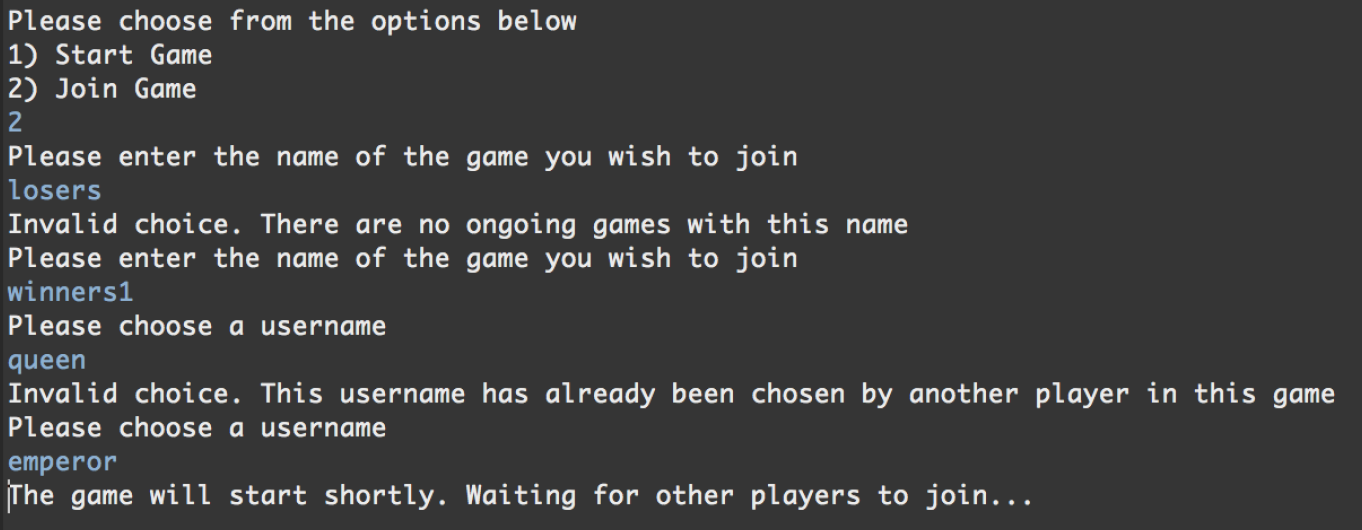 Please choose from the options below
1) Start Game
2) Join Game
2
Please enter the name of the game you wish to join
losers
Invalid choice. There are no ongoing games with this name
Please enter the name of the game you wish to join
winners1
Please choose a username
queen
Invalid choice. This username has already been chosen by another player in this game
Please choose a username
emperor
The game will start shortly. Waiting for other players to join...